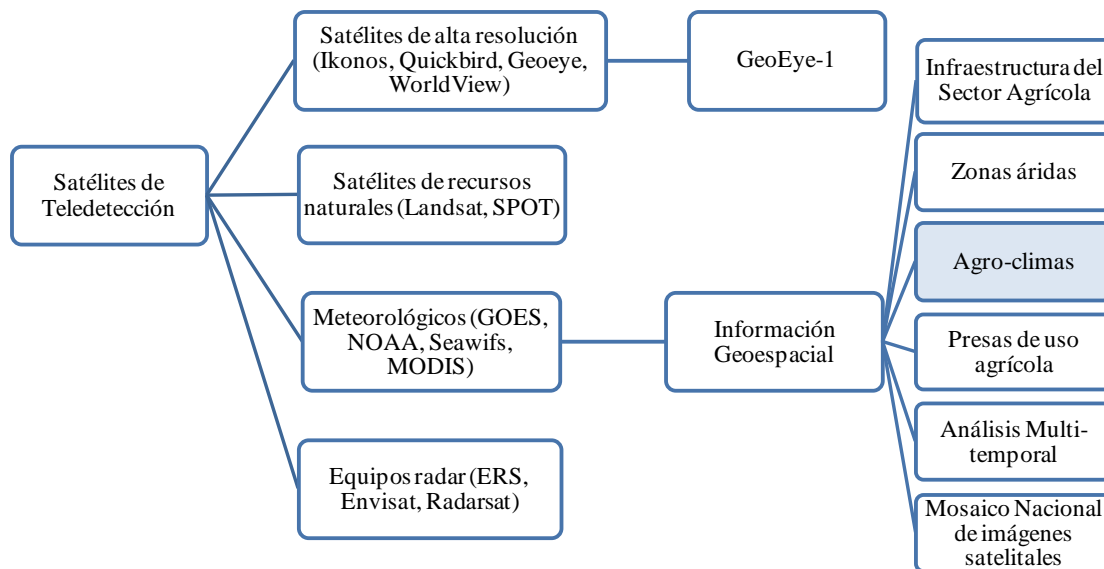 Satélites de
Teledetección
Satélites de alta resolución
(Ikonos, Quickbird, Geoeye,
WorldView)
GeoEye-1
Satélites de recursos
naturales (Landsat, SPOT)
Meteorológicos (GOES,
NOAA, Seawifs,
MODIS)
Información
Geoespacial
Equipos radar (ERS,
Envisat, Radarsat)
Infraestructura del
Sector Agrícola
Zonas áridas
Agro-climas
Presas de uso
agrícola
Análisis Multi-
temporal
Mosaico Nacional
de imágenes
satelitales